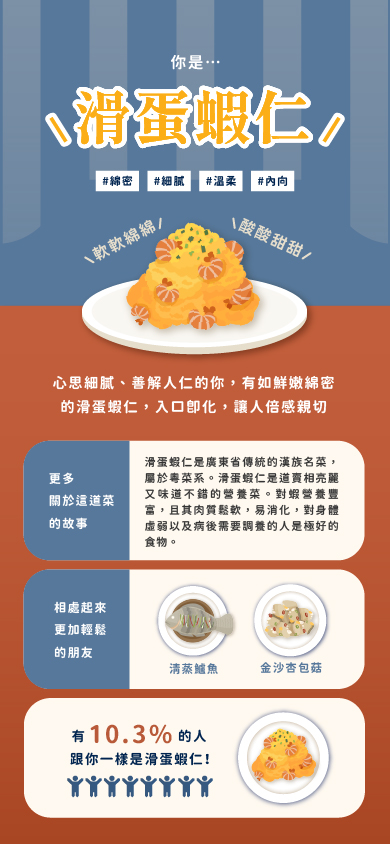 你是…
滑蛋蝦仁
#綿密 #細膩 #溫柔 #內向
軟軟綿綿 酸酸甜甜
心思細膩、善解人仁的你，有如鮮嫩綿密
的滑蛋蝦仁，入口即化，讓人倍感親切
更多
關於這道菜
的故事
滑蛋蝦仁是廣東省傳統的漢族名菜，
屬於粵菜系。滑蛋蝦仁是道賣相亮麗
又味道不錯的營養菜。對蝦營養豐
富，且其肉質鬆軟，易消化，對身體
虛弱以及病後需要調養的人是極好的
食物。
相處起來
更加輕鬆
的朋友
清蒸鱸魚 金沙杏包菇
有10.3%的人
跟你一樣是滑蛋蝦仁!